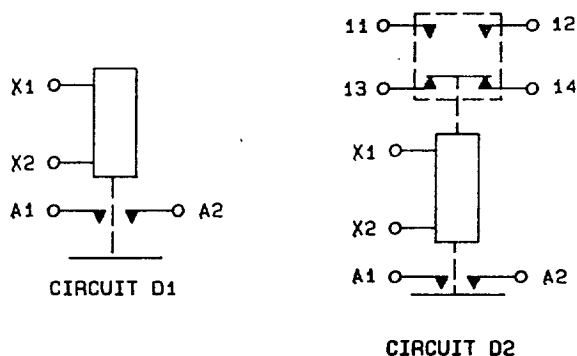 11 12
X1
13 14
X2
X1
A1 A2
X2
CIRCUIT D1
A1 A2
CIRCUIT D2